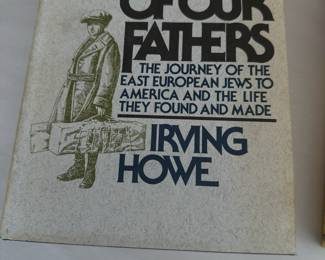 OF OUR
FATHERS
THE JOURNEY OF THE
EAST EUROPEAN JEWS TO
AMERICA AND THE LIFE
THEY FOUND AND MADE
IRVING
HOWE